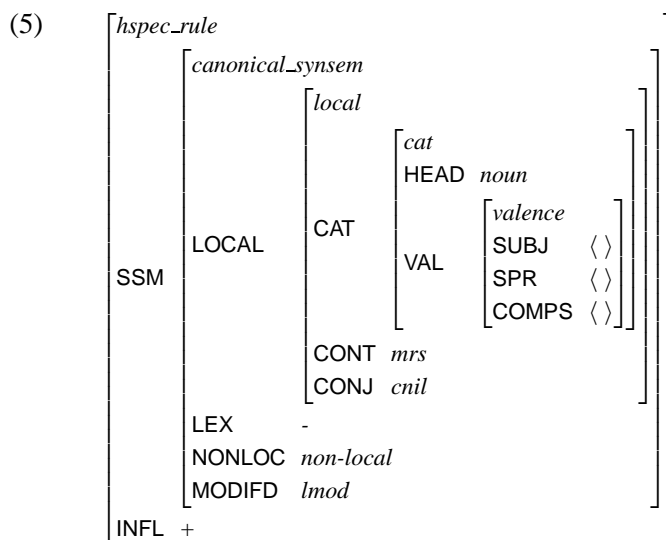 (5)
hspec_rule
canonical_synsem
local
cat
HEAD noun
valence
SUBJ ⟨ ⟩
LOCAL CAT VAL SPR ⟨ ⟩
SSM COMPS ⟨ ⟩
CONT mrs
CONJ cnil
LEX -
NONLOC non-local
MODIFD lmod
INFL +